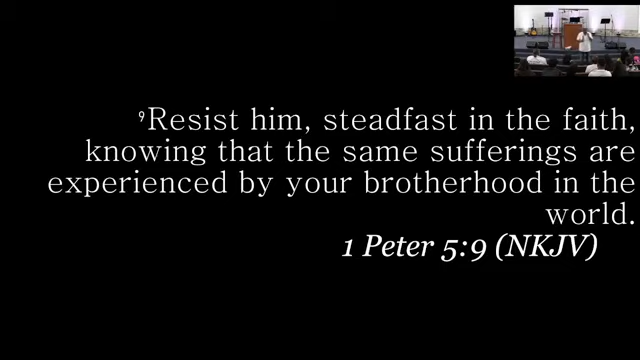 ⁹Resist him, steadfast in the faith,
knowing that the same sufferings are
experienced by your brotherhood in the
world.
1 Peter 5:9 (NKJV)